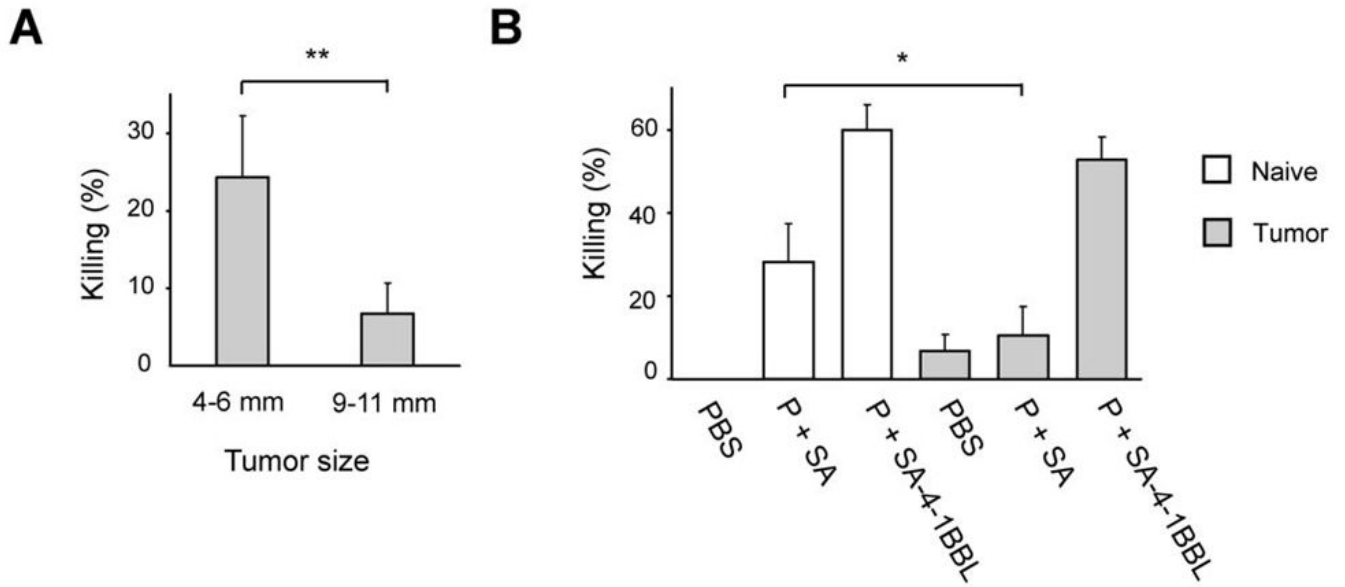 A
**
Killing (%)
30
20
10
0
4-6 mm
9-11 mm
Tumor size
B
*
Killing (%)
60
40
20
0
PBS
P + SA
P + SA-4-1BBL
PBS
P + SA
P + SA-4-1BBL
Naive
Tumor